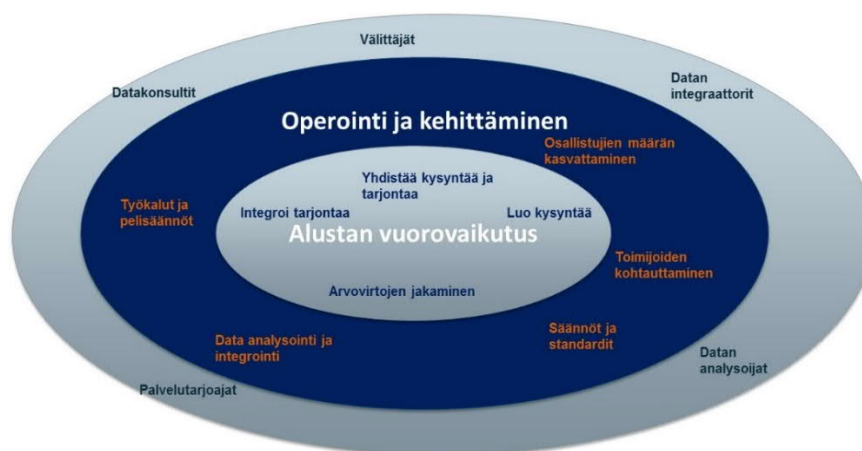 Välittäjät
Datakonsultit
Datan
integraattorit
Operointi ja kehittäminen
Osallistujien määrän
kasvattaminen
Työkalut ja
pelisäännöt
Yhdistää kysyntää ja
tarjontaa
Integroi tarjontaa
Luo kysyntää
Alustan vuorovaikutus
Toimijoiden
kohtauttaminen
Arvovirtojen jakaminen
Data analysointi ja
integrointi
Säännöt ja
standardit
Datan
analysoijat
Palvelutarjoajat